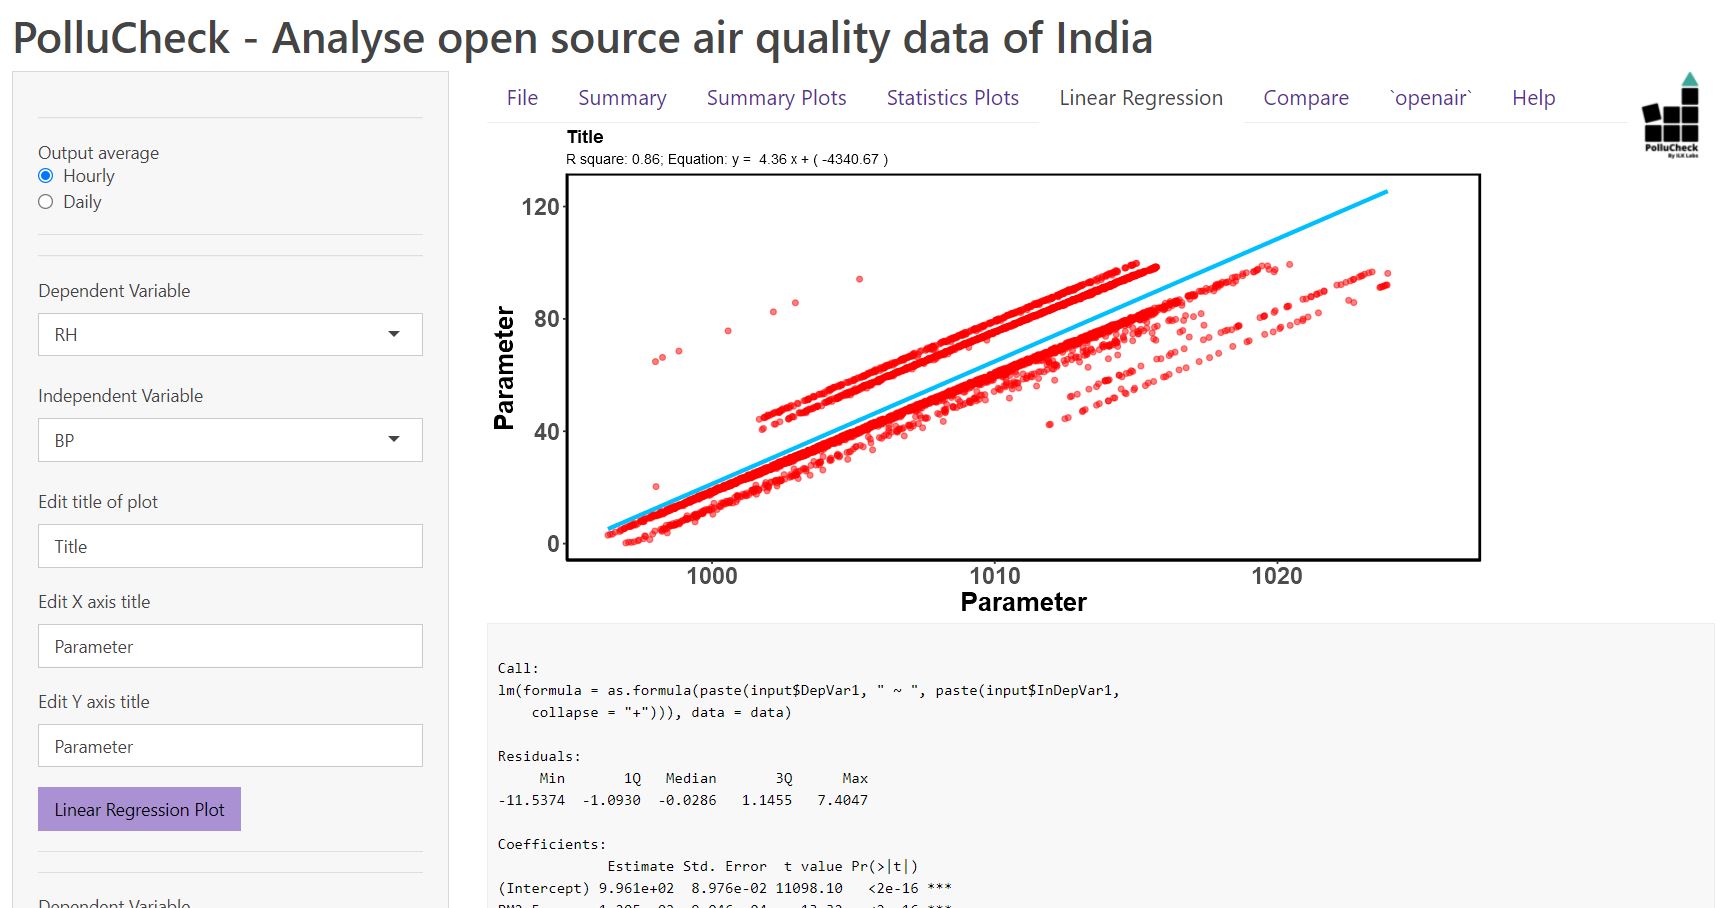 PolluCheck - Analyse open source air quality data of India
Output average
Hourly
Daily
Dependent Variable
RH
Independent Variable
BP
Edit title of plot
Title
Edit X axis title
Parameter
Edit Y axis title
Parameter
Linear Regression Plot
Dependent Variable
File Summary Summary Plots Statistics Plots Linear Regression Compare `openair` Help
PolluCheck
By ILK Labs
Title
R square: 0.86; Equation: y = 4.36 x + ( -4340.67 )
120
80
40
0
Parameter
1000 1010 1020
Parameter
Call:
lm(formula = as.formula(paste(input$DepVar1, " ~ ", paste(input$InDepVar1,
collapse = "+"))), data = data)
Residuals:
Min 1Q Median 3Q Max
-11.5374 -1.0930 -0.0286 1.1455 7.4047
Coefficients:
Estimate Std. Error t value Pr(>|t|)
(Intercept) 9.961e+02 8.976e-02 11098.10 <2e-16 ***